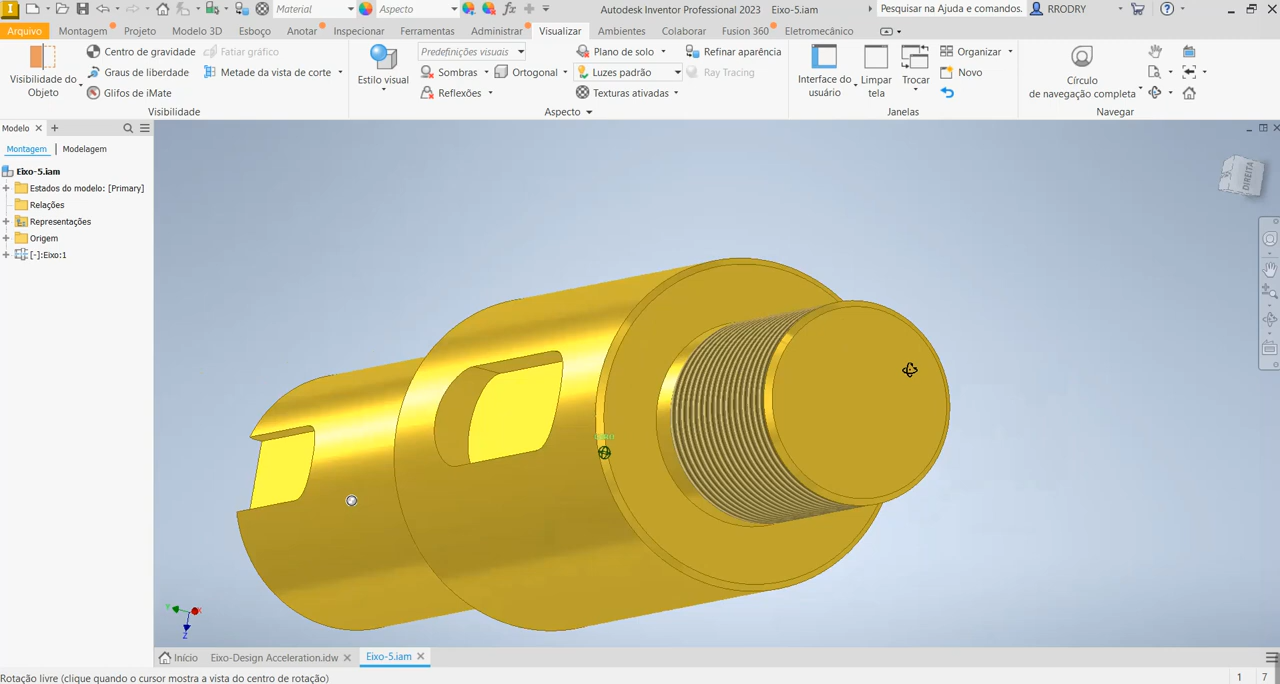 Material
Aspecto
Autodesk Inventor Professional 2023 Eixo-5.iam
Pesquisar na Ajuda e comandos.
RRODRY
Arquivo Montagem Projeto Modelo 3D Esboço Anotar Inspecionar Ferramentas Administrar Visualizar Ambientes Colaborar Fusion 360 Eletromecânico
Visibilidade do Objeto
Centro de gravidade
Graus de liberdade
Glifos de iMate
Fatiar gráfico
Metade da vista de corte
Visibilidade
Estilo visual
Predefinições visuais
Sombras
Reflexões
Ortogonal
Plano de solo
Luzes padrão
Texturas ativadas
Refinar aparência
Ray Tracing
Aspecto
Interface do usuário
Limpar tela
Trocar
Organizar
Novo
Janelas
Círculo
de navegação completa
Navegar
Modelo
Montagem Modelagem
Eixo-5.iam
Estados do modelo: [Primary]
Relações
Representações
Origem
[-]:Eixo:1
DIREITA
Y
X
Z
Início Eixo-Design Acceleration.idw Eixo-5.iam
Rotação livre (clique quando o cursor mostra a vista do centro de rotação)
1 7